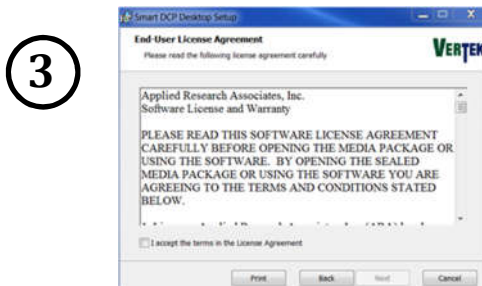 3
Smart DCP Desktop Setup
End-User License Agreement
Please read the following license agreement carefully
VERTEK
Applied Research Associates, Inc.
Software License and Warranty
PLEASE READ THIS SOFTWARE LICENSE AGREEMENT
CAREFULLY BEFORE OPENING THE MEDIA PACKAGE OR
USING THE SOFTWARE. BY OPENING THE SEALED
MEDIA PACKAGE OR USING THE SOFTWARE YOU ARE
AGREEING TO THE TERMS AND CONDITIONS STATED
BELOW.
I accept the terms in the License Agreement
Print Back Next Cancel